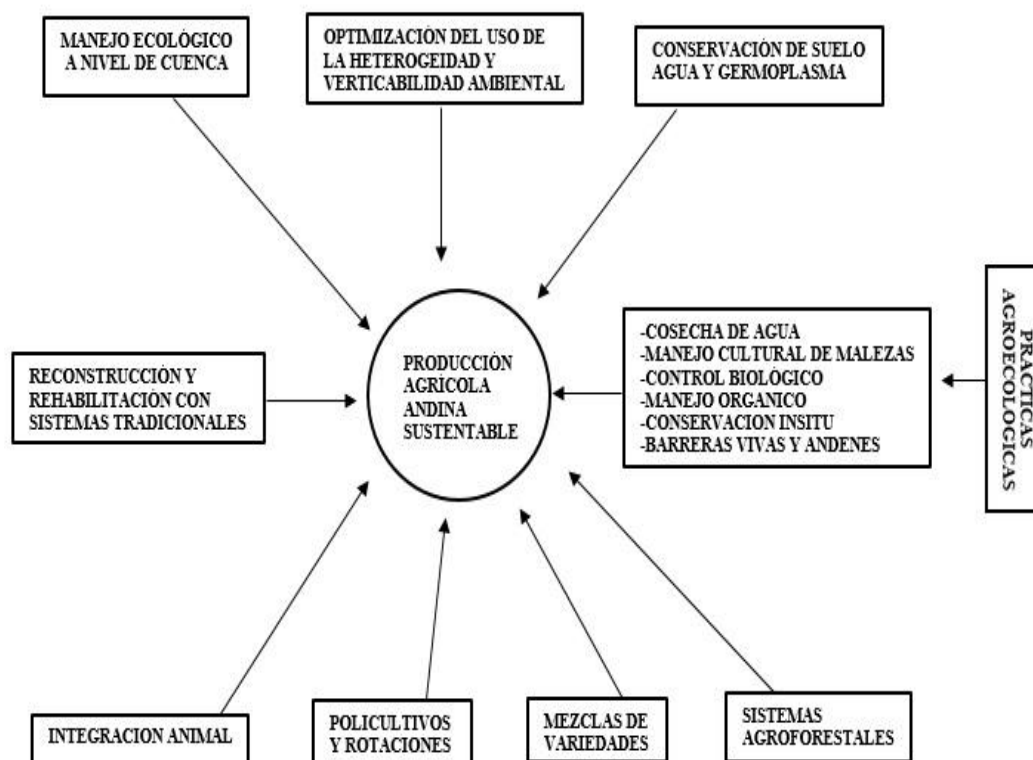 MANEJO ECOLÓGICO
A NIVEL DE CUENCA
OPTIMIZACIÓN DEL USO DE
LA HETEROGEIDAD Y
VERTICABILIDAD AMBIENTAL
CONSERVACIÓN DE SUELO
AGUA Y GERMOPLASMA
RECONSTRUCCIÓN Y
REHABILITACIÓN CON
SISTEMAS TRADICIONALES
PRODUCCIÓN
AGRÍCOLA
ANDINA
SUSTENTABLE
-COSECHA DE AGUA
-MANEJO CULTURAL DE MALEZAS
-CONTROL BIOLÓGICO
-MANEJO ORGANICO
-CONSERVACION INSITU
-BARRERAS VIVAS Y ANDENES
PRACTICAS
AGROECOLOGICAS
INTEGRACION ANIMAL
POLICULTIVOS
Y ROTACIONES
MEZCLAS DE
VARIEDADES
SISTEMAS
AGROFORESTALES